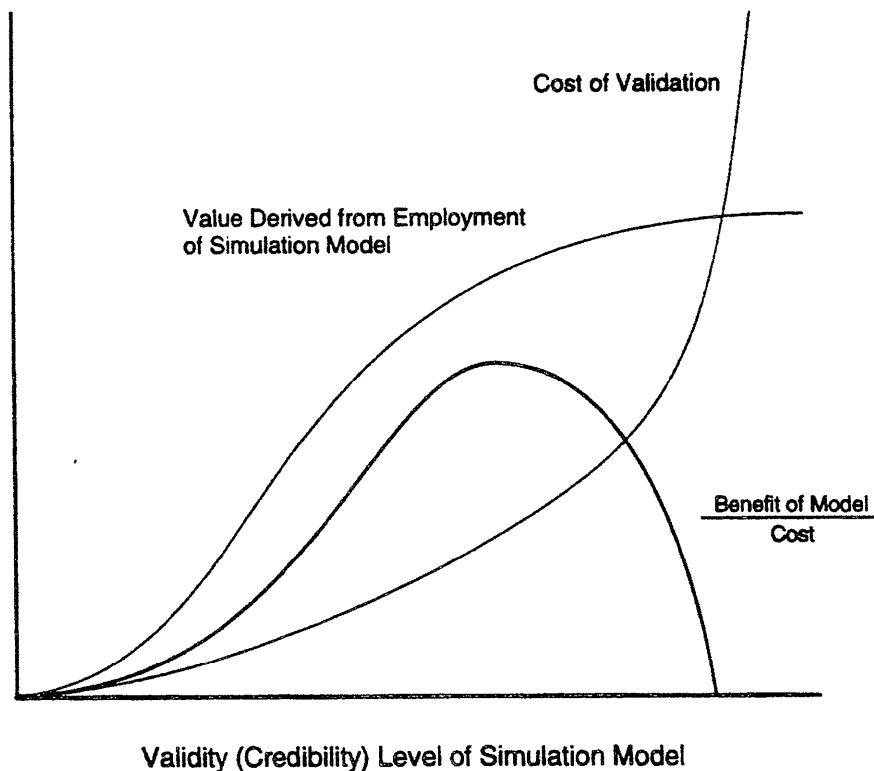 Cost of Validation
Value Derived from Employment
of Simulation Model
Benefit of Model
Cost
Validity (Credibility) Level of Simulation Model